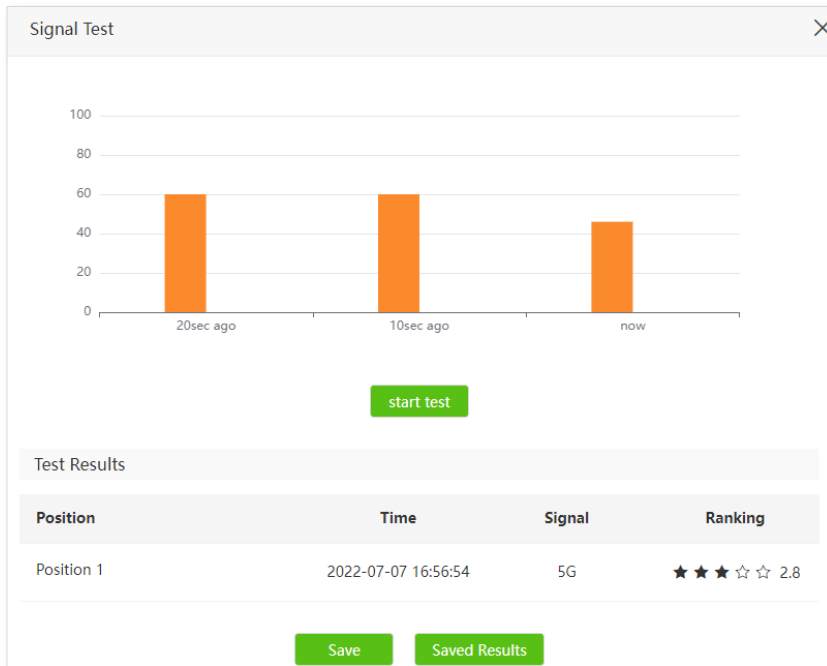 Signal Test
100
80
60
40
20
0
20sec ago 10sec ago now
start test
Test Results
Position Time Signal Ranking
Position 1 2022-07-07 16:56:54 5G ★ ★ ★ ☆ ☆ 2.8
Save Saved Results